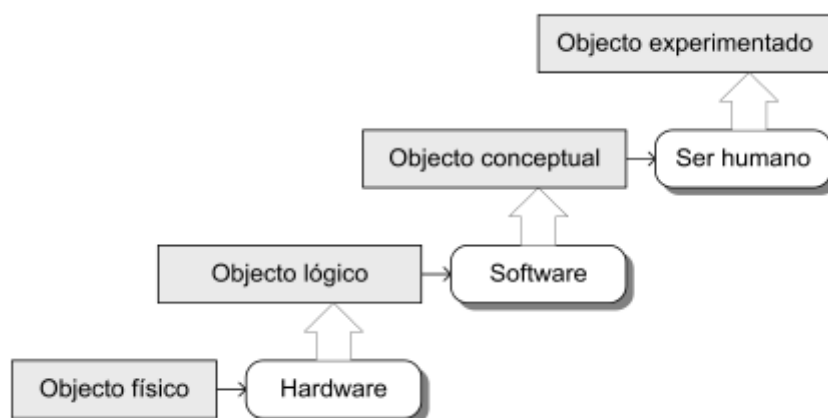 Objecto experimentado
Objecto conceptual
Ser humano
Objecto lógico
Software
Objecto físico
Hardware